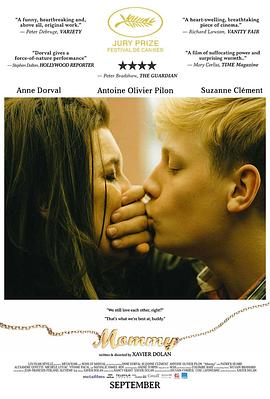 "A funny, heartbreaking and,
above all, original work."
— Peter Debruge, VARIETY
JURY PRIZE
FESTIVAL DE CANNES
"A heart-swelling, breathtaking
piece of cinema."
— Richard Lawson, VANITY FAIR
"Dorval gives a
force-of-nature performance"
— Stephen Dalton, HOLLYWOOD REPORTER
★★★★
— Peter Bradshaw, THE GUARDIAN
"A film of suffocating power and
surprising warmth..."
— Mary Corliss, TIME Magazine
Anne Dorval
Antoine Olivier Pilon
Suzanne Clément
"We still love each other, right?"
"That's what we're best at, buddy."
Mommy
written & directed by XAVIER DOLAN
SEPTEMBER